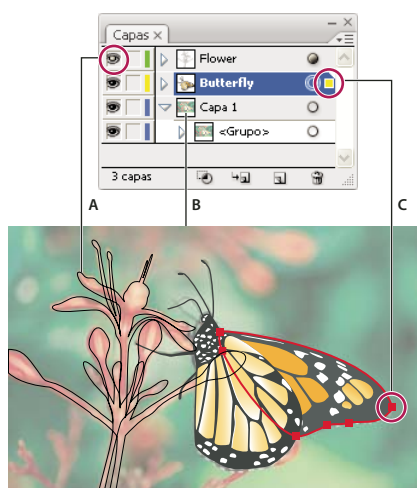 Capas
Flower
Butterfly
Capa 1
<Grupo>
3 capas
A B C